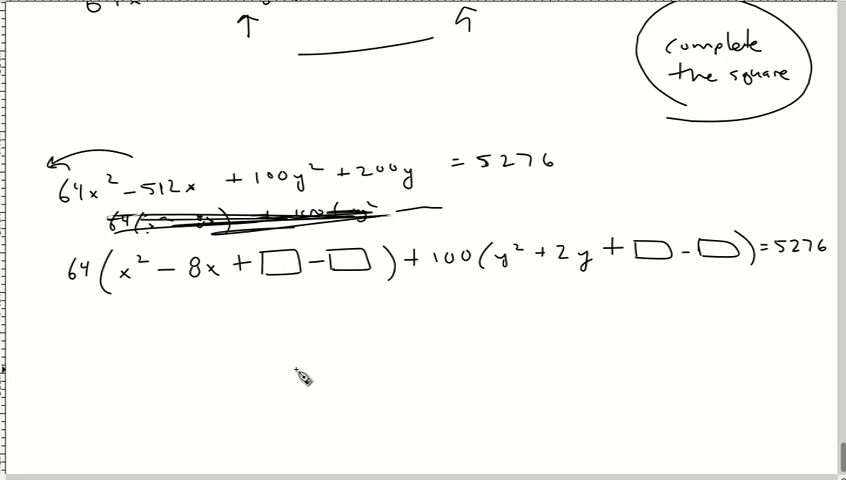 complete
the square
64x² - 512x + 100y² + 200y = 5276
64(x² - 8x + □ - □) + 100(y² + 2y + □ - □) = 5276